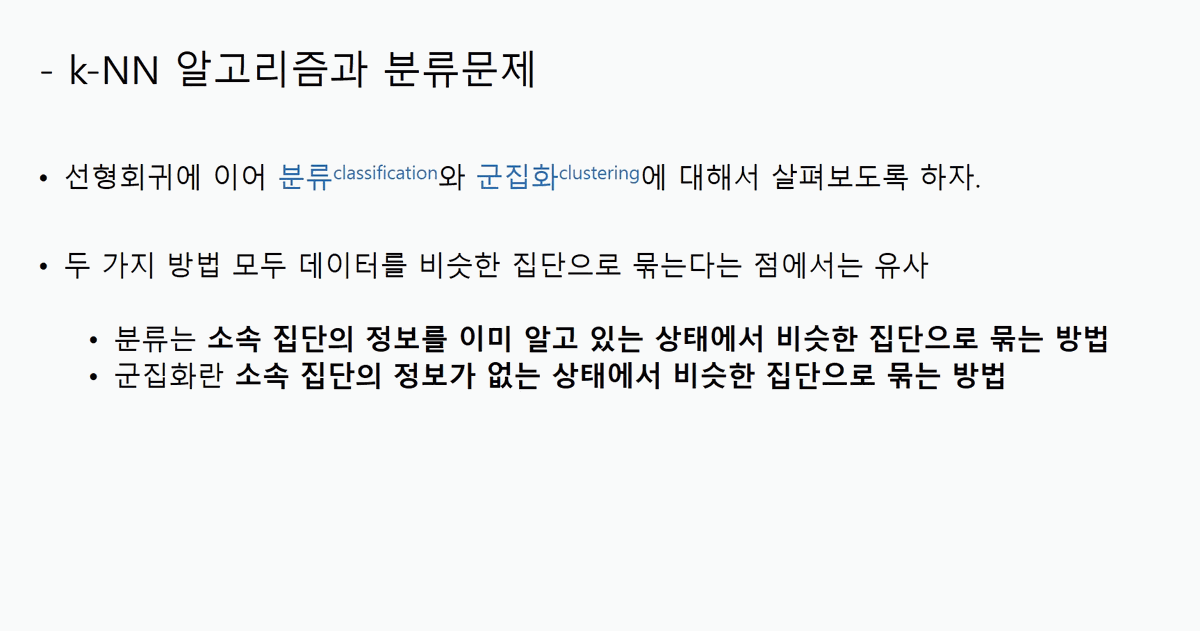 - k-NN 알고리즘과 분류문제
• 선형회귀에 이어 분류classification와 군집화clustering에 대해서 살펴보도록 하자.
• 두 가지 방법 모두 데이터를 비슷한 집단으로 묶는다는 점에서는 유사
• 분류는 소속 집단의 정보를 이미 알고 있는 상태에서 비슷한 집단으로 묶는 방법
• 군집화란 소속 집단의 정보가 없는 상태에서 비슷한 집단으로 묶는 방법